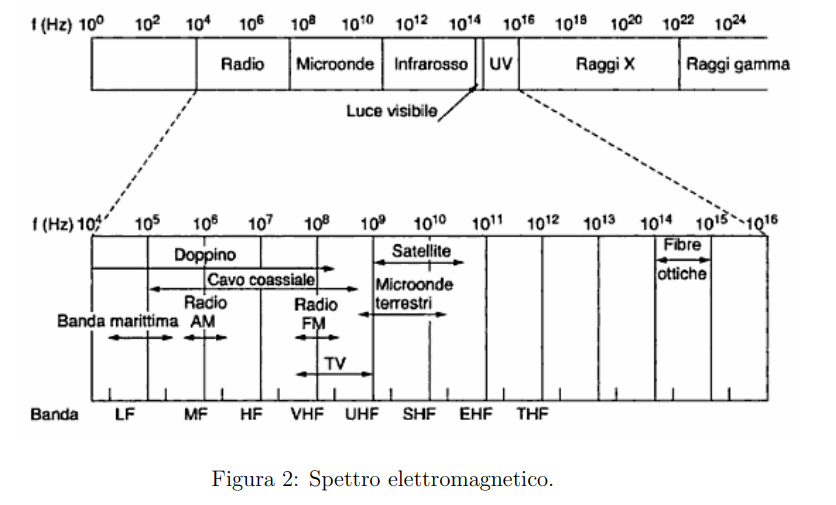 f (Hz) 10⁰ 10² 10⁴ 10⁶ 10⁸ 10¹⁰ 10¹² 10¹⁴ 10¹⁶ 10¹⁸ 10²⁰ 10²² 10²⁴
Radio Microonde Infrarosso UV Raggi X Raggi gamma
Luce visibile
f (Hz) 10⁴ 10⁵ 10⁶ 10⁷ 10⁸ 10⁹ 10¹⁰ 10¹¹ 10¹² 10¹³ 10¹⁴ 10¹⁵ 10¹⁶
Doppino Satellite Fibre
ottiche
Cavo coassiale Microonde
terrestri
Radio
AM
Radio
FM
Banda marittima
TV
Banda LF MF HF VHF UHF SHF EHF THF
Figura 2: Spettro elettromagnetico.